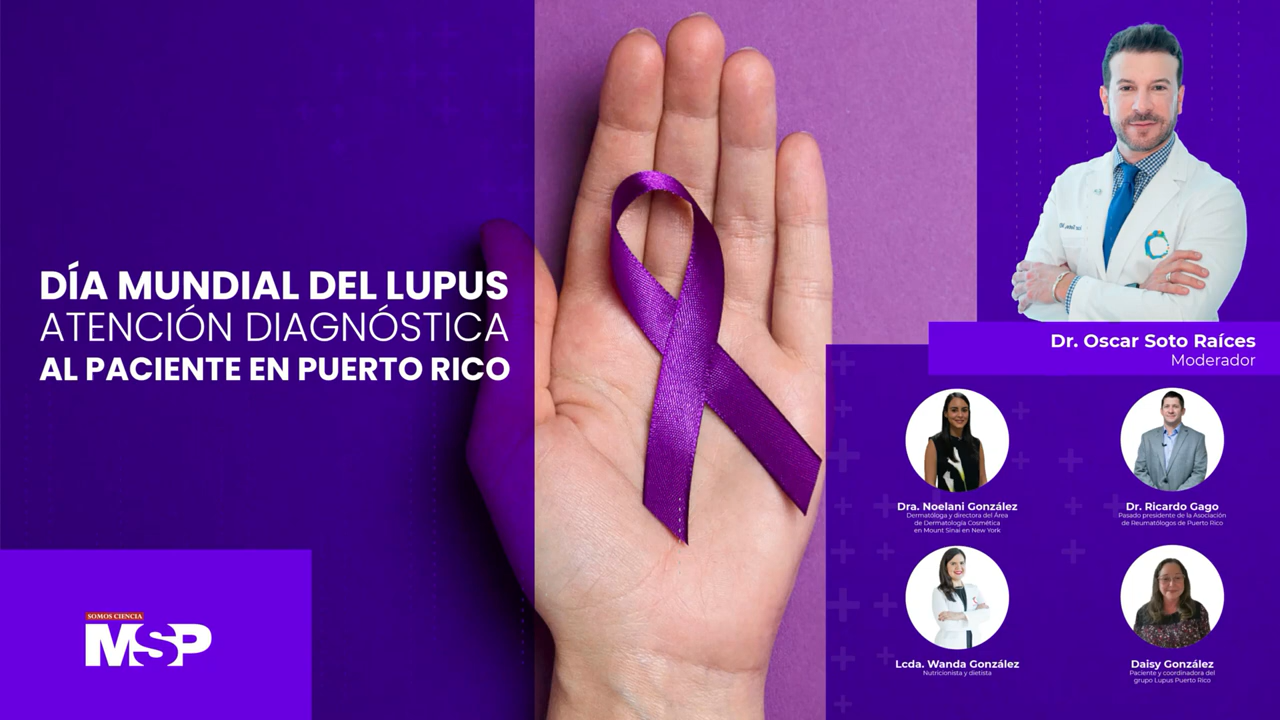 DÍA MUNDIAL DEL LUPUS
ATENCIÓN DIAGNÓSTICA
AL PACIENTE EN PUERTO RICO
SOMOS CIENCIA
MSP
Dr. Oscar Soto Raíces
Moderador
Dra. Noelani González
Dermatóloga y directora del Área
de Dermatología Cosmética
en Mount Sinai en New York
Dr. Ricardo Gago
Pasado presidente de la Asociación
de Reumatólogos de Puerto Rico
Lcda. Wanda González
Nutricionista y dietista
Daisy González
Paciente y coordinadora del
grupo Lupus Puerto Rico